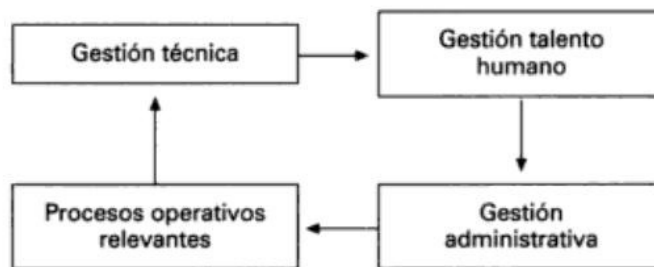 Gestión técnica
Gestión talento
humano
Procesos operativos
relevantes
Gestión
administrativa